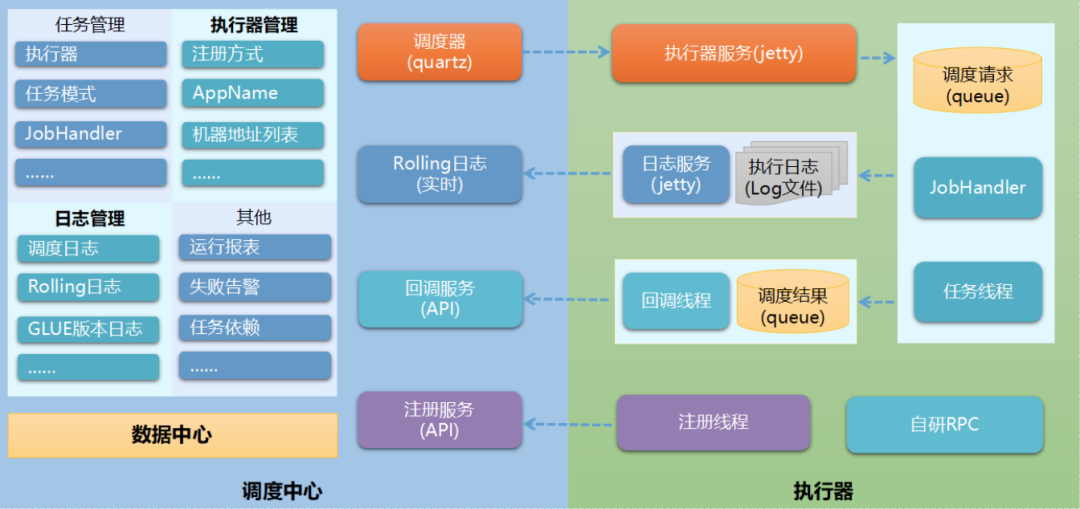 任务管理
执行器
任务模式
JobHandler
......
执行器管理
注册方式
AppName
机器地址列表
......
日志管理
调度日志
Rolling日志
GLUE版本日志
......
其他
运行报表
失败告警
任务依赖
......
数据中心
调度器
(quartz)
Rolling日志
(实时)
回调服务
(API)
注册服务
(API)
调度中心
执行器服务(jetty)
日志服务
(jetty)
执行日志
(Log文件)
回调线程
调度结果
(queue)
注册线程
自研RPC
调度请求
(queue)
JobHandler
任务线程
执行器